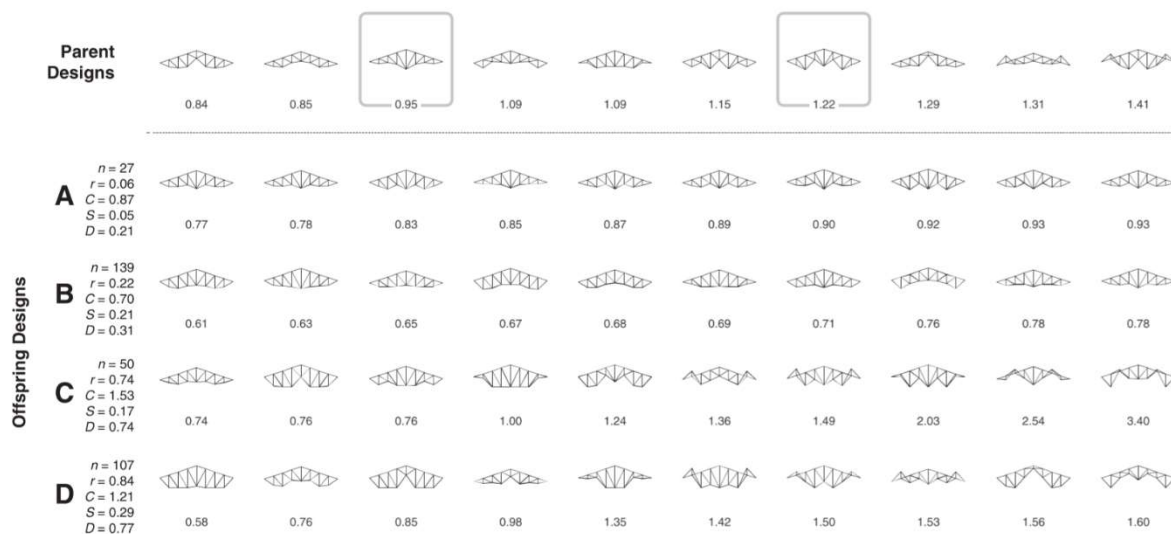 Parent
Designs
0.84 0.85 0.95 1.09 1.09 1.15 1.22 1.29 1.31 1.41
Offspring Designs
A
n = 27
r = 0.06
C = 0.87
S = 0.05
D = 0.21
0.77 0.78 0.83 0.85 0.87 0.89 0.90 0.92 0.93 0.93
B
n = 139
r = 0.22
C = 0.70
S = 0.21
D = 0.31
0.61 0.63 0.65 0.67 0.68 0.69 0.71 0.76 0.78 0.78
C
n = 50
r = 0.74
C = 1.53
S = 0.17
D = 0.74
0.74 0.76 0.76 1.00 1.24 1.36 1.49 2.03 2.54 3.40
D
n = 107
r = 0.84
C = 1.21
S = 0.29
D = 0.77
0.58 0.76 0.85 0.98 1.35 1.42 1.50 1.53 1.56 1.60